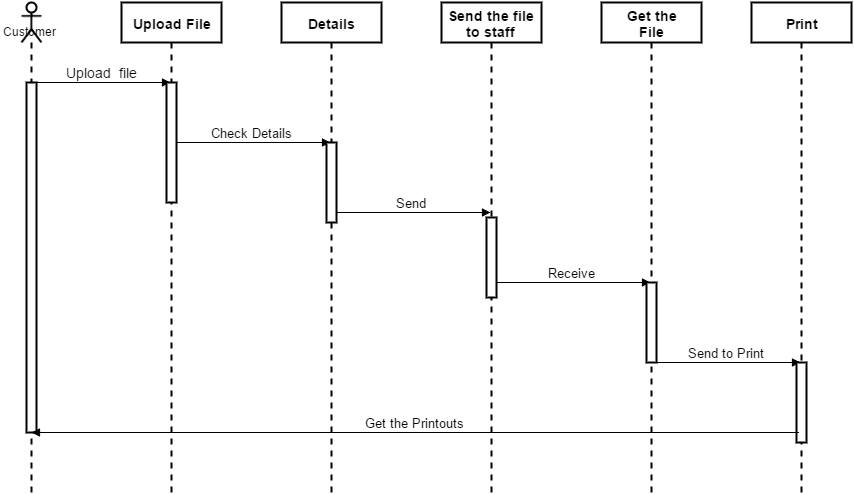 Customer
Upload File
Details
Send the file
to staff
Get the
File
Print
Upload  file
Check Details
Send
Receive
Send to Print
Get the Printouts